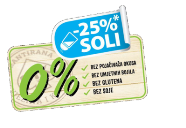 -25%*
SOLI
0%
BEZ POJAČIVAČA OKUSA
BEZ UMJETNIH BOJILA
BEZ GLUTENA
BEZ SOJE